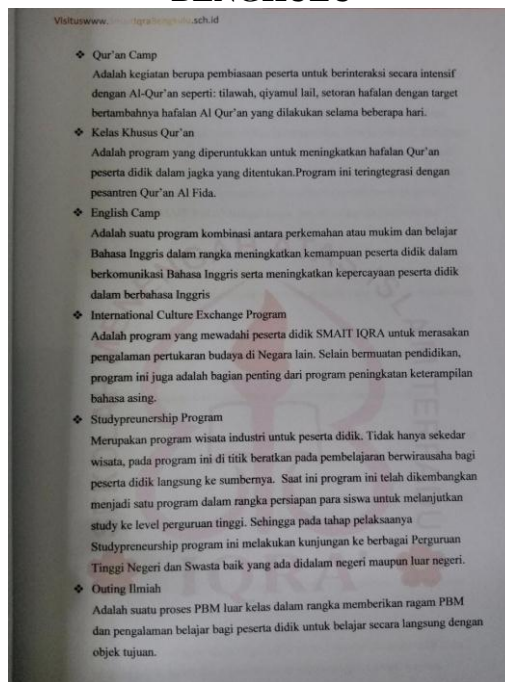 BENGKULU
Visituswww.smaitiqrabengkulu.sch.id
❖ Qur'an Camp
Adalah kegiatan berupa pembiasaan peserta untuk berinteraksi secara intensif
dengan Al-Qur'an seperti: tilawah, qiyamul lail, setoran hafalan dengan target
bertambahnya hafalan Al Qur'an yang dilakukan selama beberapa hari.
❖ Kelas Khusus Qur'an
Adalah program yang diperuntukkan untuk meningkatkan hafalan Qur'an
peserta didik dalam jagka yang ditentukan.Program ini teringtegrasi dengan
pesantren Qur'an Al Fida.
❖ English Camp
Adalah suatu program kombinasi antara perkemahan atau mukim dan belajar
Bahasa Inggris dalam rangka meningkatkan kemampuan peserta didik dalam
berkomunikasi Bahasa Inggris serta meningkatkan kepercayaan peserta didik
dalam berbahasa Inggris
❖ International Culture Exchange Program
Adalah program yang mewadahi peserta didik SMAIT IQRA untuk merasakan
pengalaman pertukaran budaya di Negara lain. Selain bermuatan pendidikan,
program ini juga adalah bagian penting dari program peningkatan keterampilan
bahasa asing.
❖ Studypreunership Program
Merupakan program wisata industri untuk peserta didik. Tidak hanya sekedar
wisata, pada program ini di titik beratkan pada pembelajaran berwirausaha bagi
peserta didik langsung ke sumbernya. Saat ini program ini telah dikembangkan
menjadi satu program dalam rangka persiapan para siswa untuk melanjutkan
study ke level perguruan tinggi. Sehingga pada tahap pelaksanya
Studypreneurship program ini melakukan kunjungan ke berbagai Perguruan
Tinggi Negeri dan Swasta baik yang ada didalam negeri maupun luar negeri.
❖ Outing Ilmiah
Adalah suatu proses PBM luar kelas dalam rangka memberikan ragam PBM
dan pengalaman belajar bagi peserta didik untuk belajar secara langsung dengan
objek tujuan.
IQRA